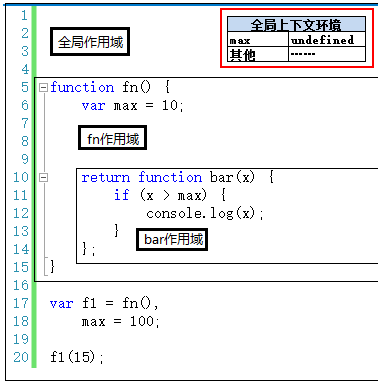 1
2
3 全局作用域
4
全局上下文环境
max undefined
其他 ------
5 function fn() {
6 var max = 10;
7
8 fn作用域
9
10 return function bar(x) {
11 if (x > max) {
12 console.log(x);
13 } bar作用域
14 };
15 }
16
17 var f1 = fn(),
18 max = 100;
19
20 f1(15);